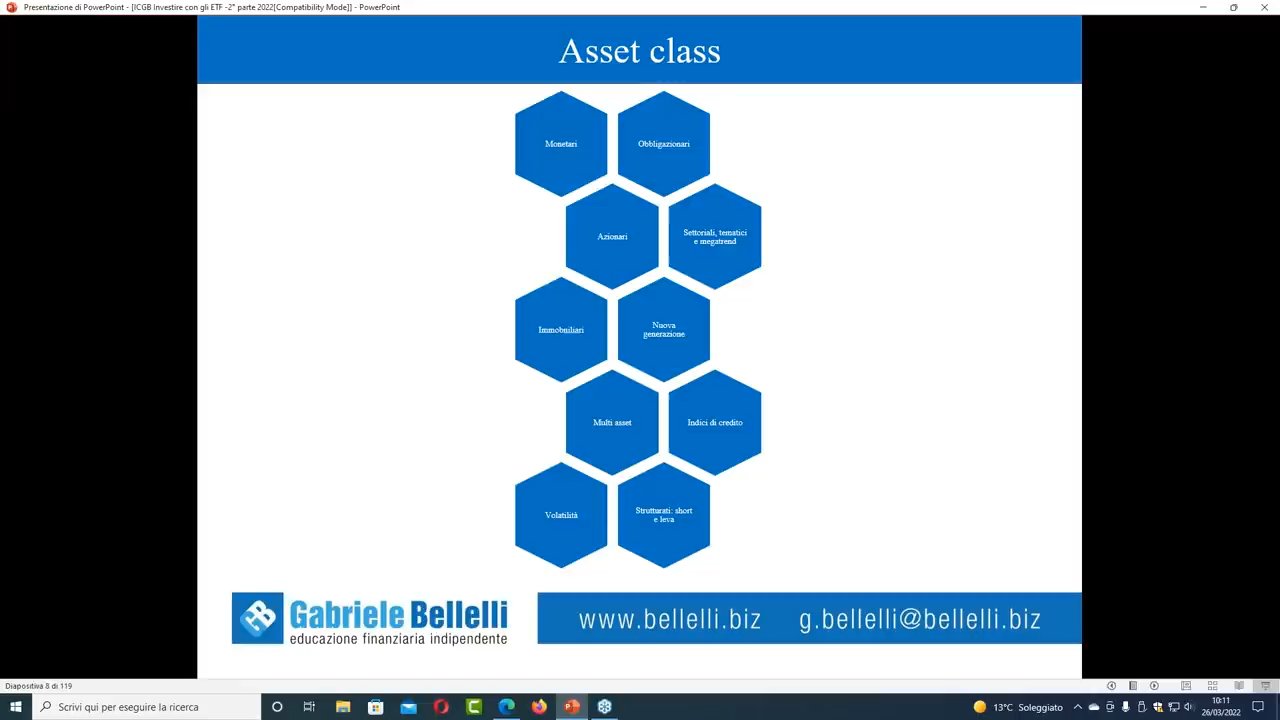 Presentazione di PowerPoint - [ICGB Investire con gli ETF -2° parte 2022[Compatibility Mode]] - PowerPoint
Asset class
Monetari
Obbligazionari
Azionari
Settoriali, tematici
e megatrend
Immobiliari
Nuova
generazione
Multi asset
Indici di credito
Volatilità
Strutturati: short
e leva
Gabriele Bellelli
educazione finanziaria indipendente
www.bellelli.biz g.bellelli@bellelli.biz
Diapositiva 8 di 119
Scrivi qui per eseguire la ricerca
13°C Soleggiato
10:11
26/03/2022